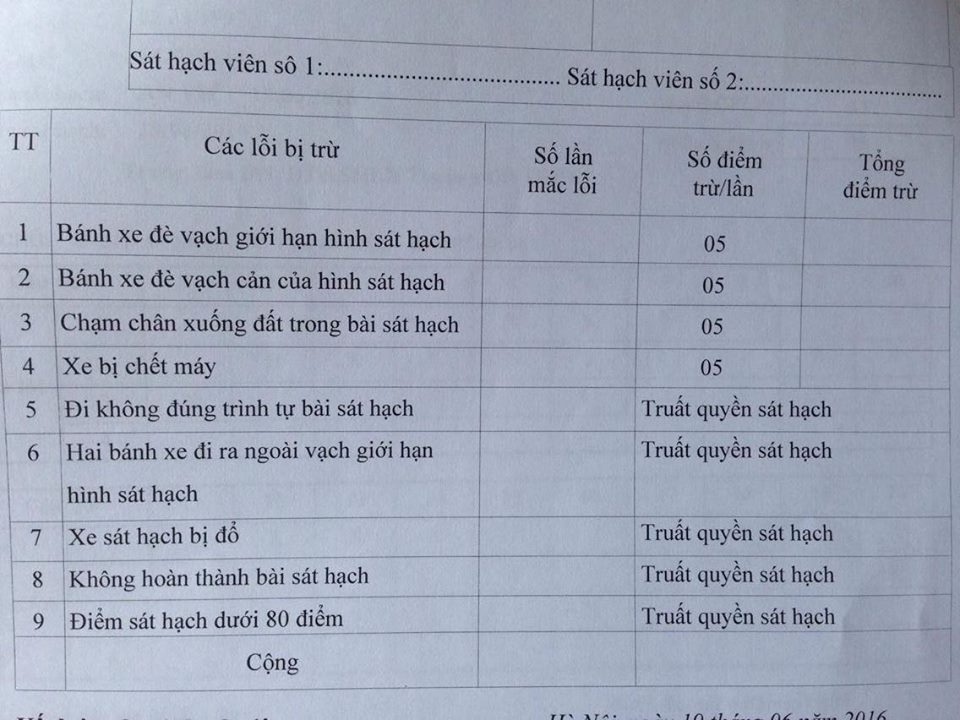 Sát hạch viên sô 1:........................................ Sát hạch viên số 2:..................................
TT Các lỗi bị trừ Số lần mắc lỗi Số điểm trừ/lần Tổng điểm trừ
1 Bánh xe đè vạch giới hạn hình sát hạch 05
2 Bánh xe đè vạch cản của hình sát hạch 05
3 Chạm chân xuống đất trong bài sát hạch 05
4 Xe bị chết máy 05
5 Đi không đúng trình tự bài sát hạch Truất quyền sát hạch
6 Hai bánh xe đi ra ngoài vạch giới hạn Truất quyền sát hạch
hình sát hạch
7 Xe sát hạch bị đổ Truất quyền sát hạch
8 Không hoàn thành bài sát hạch Truất quyền sát hạch
9 Điểm sát hạch dưới 80 điểm Truất quyền sát hạch
Cộng
Hà Nội, ngày 10 tháng 06 năm 2016